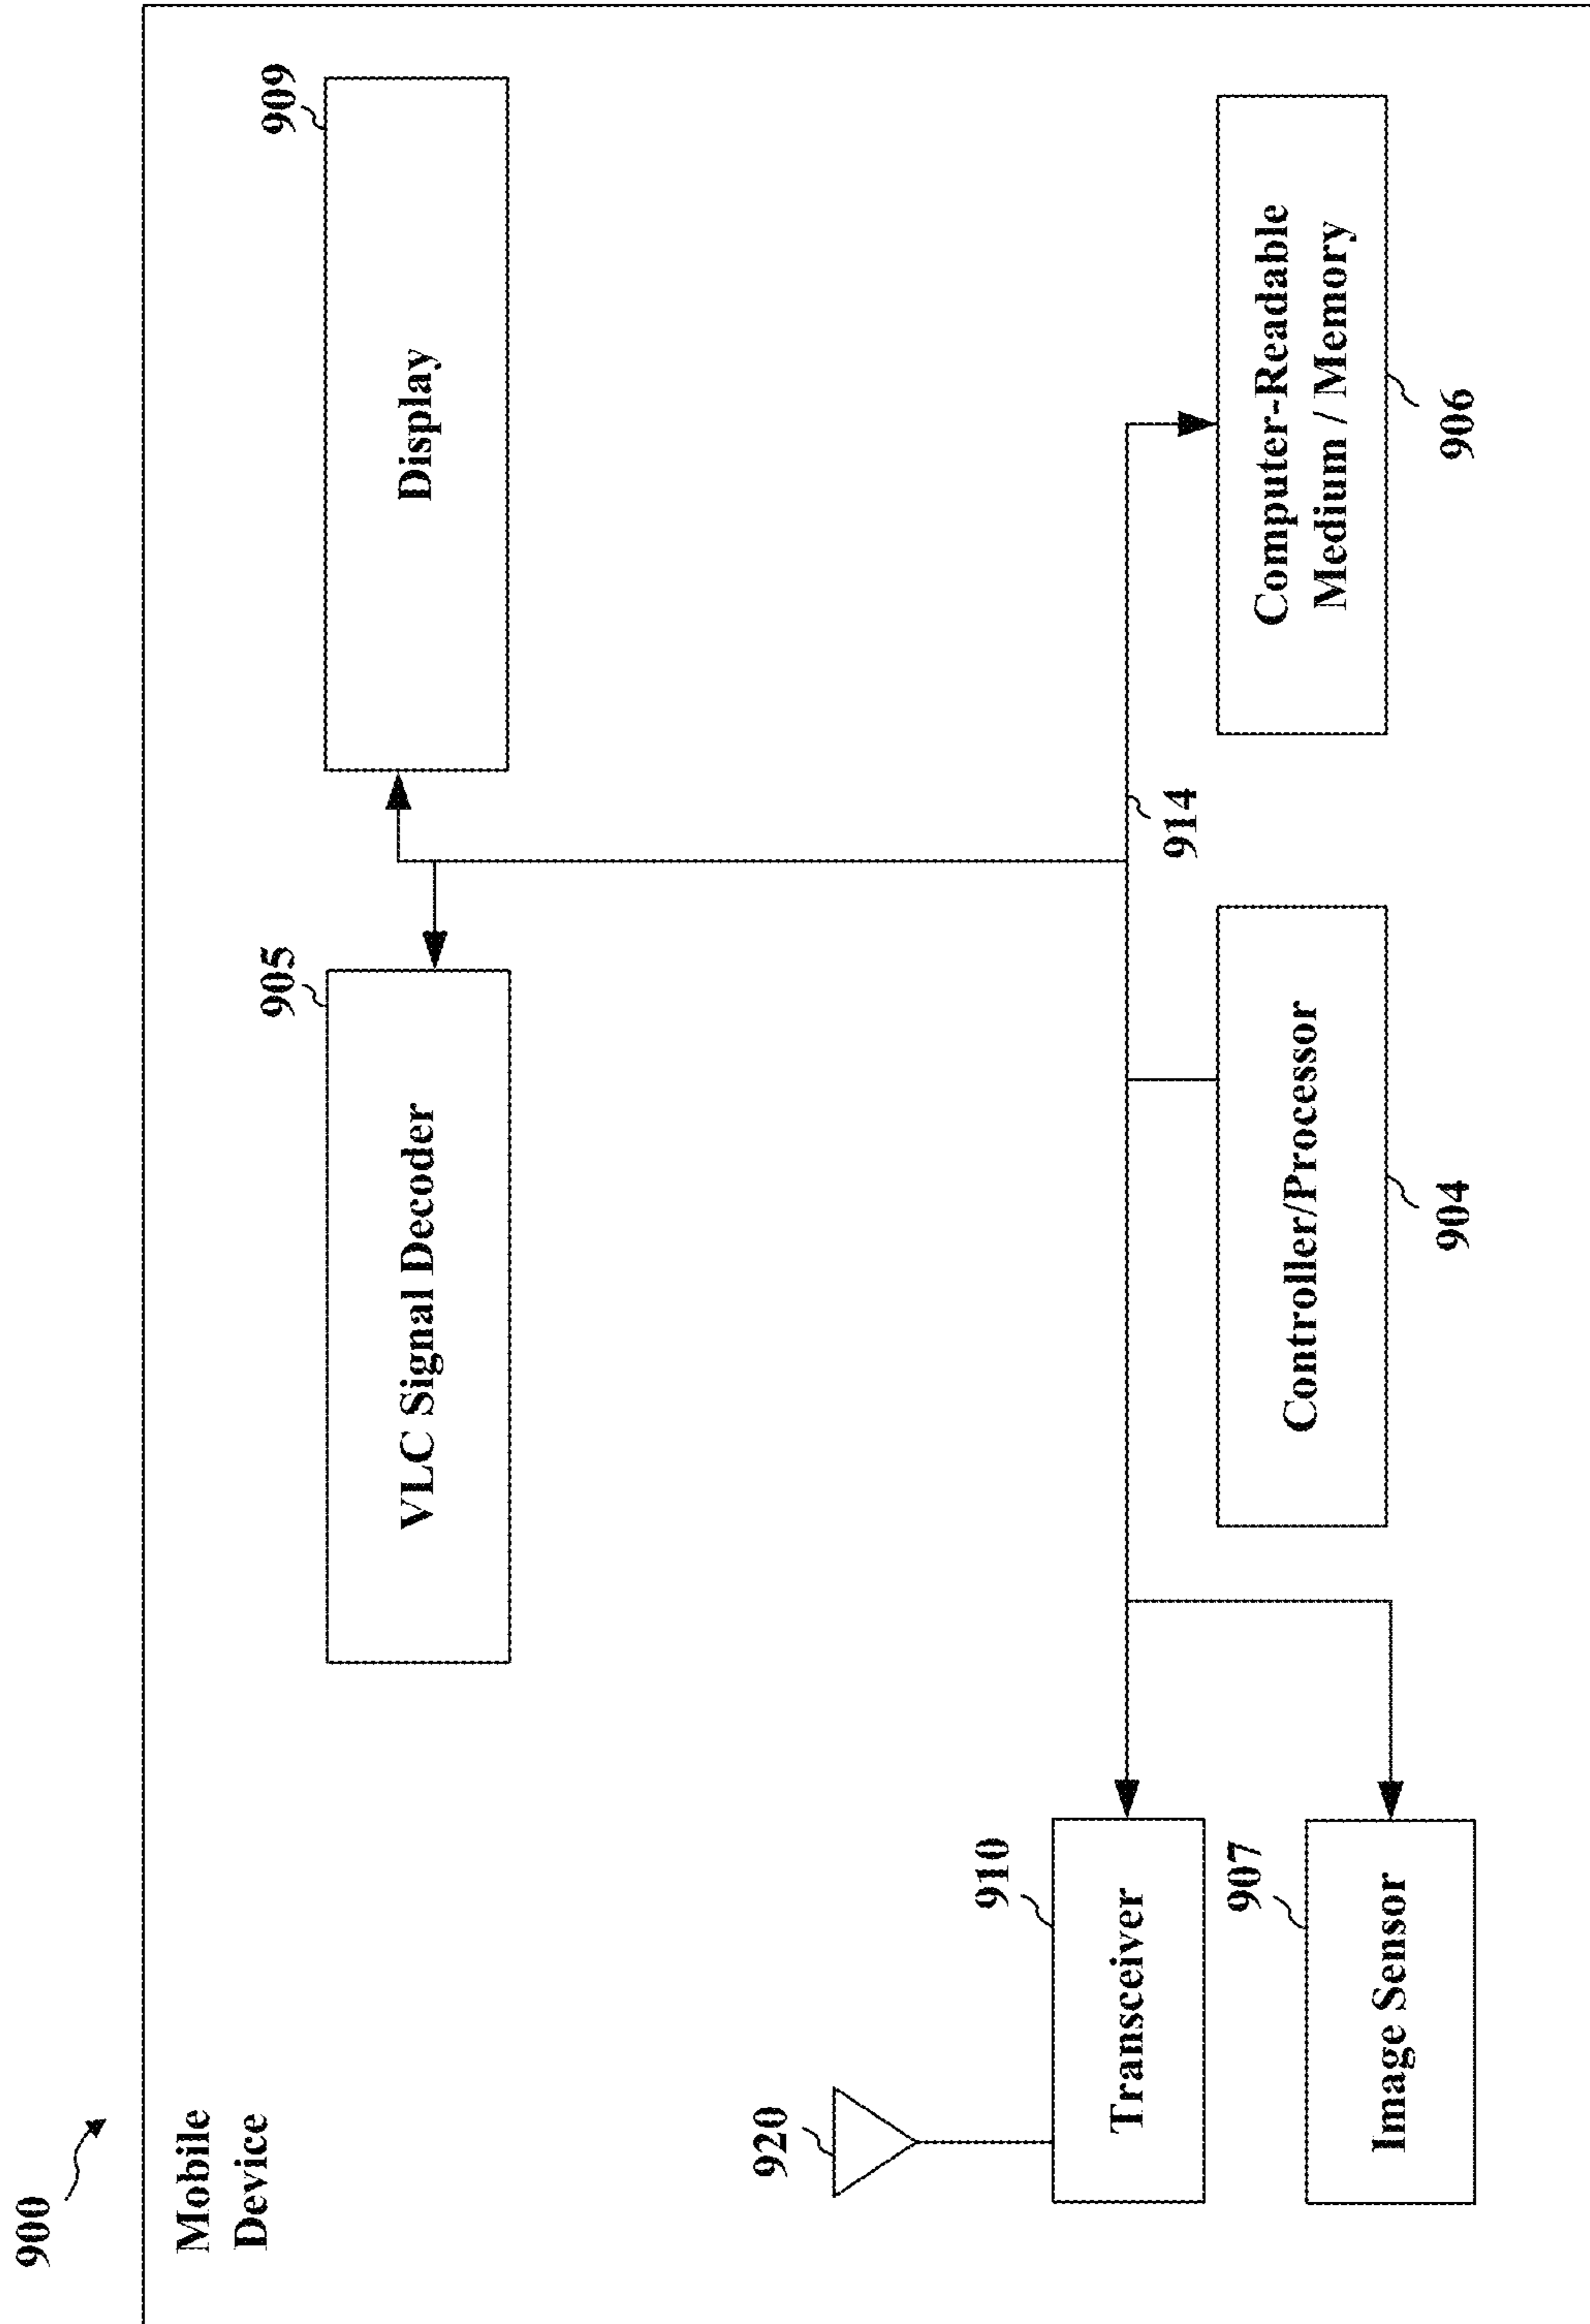 900
Mobile
Device
905
VLC Signal Decoder
909
Display
920
910
Transceiver
914
907
Image Sensor
Controller/Processor
904
Computer-Readable
Medium / Memory
906